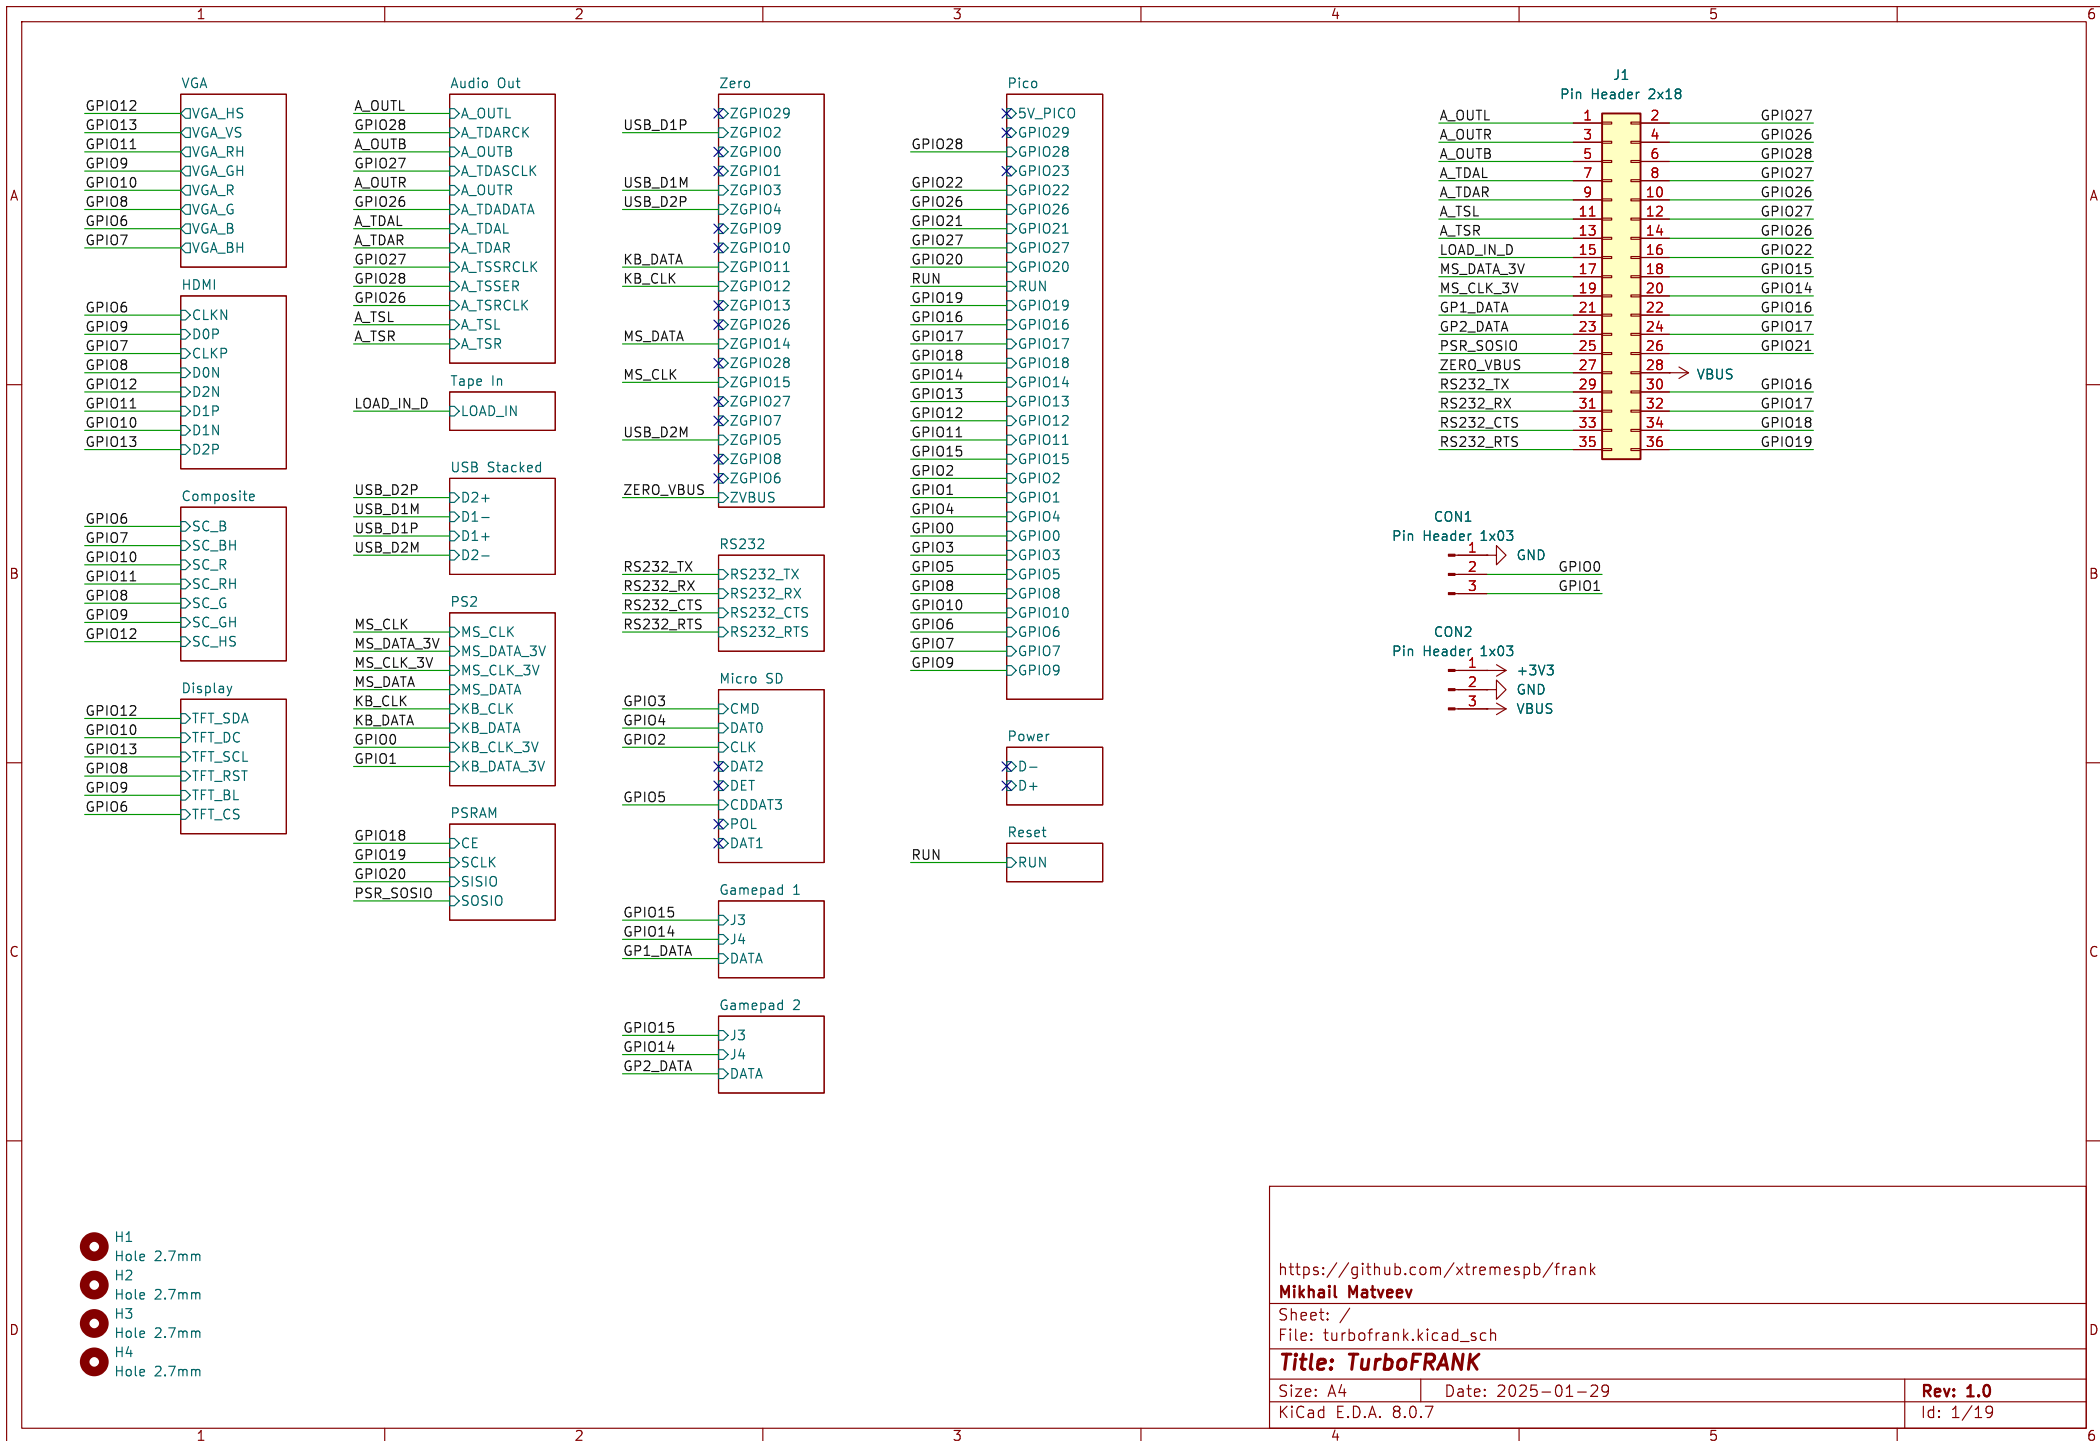 1 2 3 4 5 6
A
B
C
D
VGA
GPIO12 VGA_HS
GPIO13 VGA_VS
GPIO11 VGA_RH
GPIO9 VGA_GH
GPIO10 VGA_R
GPIO8 VGA_G
GPIO6 VGA_B
GPIO7 VGA_BH
HDMI
GPIO6 CLKN
GPIO9 D0P
GPIO7 CLKP
GPIO8 D0N
GPIO12 D2N
GPIO11 D1P
GPIO10 D1N
GPIO13 D2P
Composite
GPIO6 SC_B
GPIO7 SC_BH
GPIO10 SC_R
GPIO11 SC_RH
GPIO8 SC_G
GPIO9 SC_GH
GPIO12 SC_HS
Display
GPIO12 TFT_SDA
GPIO10 TFT_DC
GPIO13 TFT_SCL
GPIO8 TFT_RST
GPIO9 TFT_BL
GPIO6 TFT_CS
Audio Out
A_OUTL A_OUTL
GPIO28 A_TDARCK
A_OUTB A_OUTB
GPIO27 A_TDASCLK
A_OUTR A_OUTR
GPIO26 A_TDADATA
A_TDAL A_TDAL
A_TDAR A_TDAR
GPIO27 A_TSSRCLK
GPIO28 A_TSSER
GPIO26 A_TSRCLK
A_TSL A_TSL
A_TSR A_TSR
Tape In
LOAD_IN_D LOAD_IN
USB Stacked
USB_D2P D2+
USB_D1M D1-
USB_D1P D1+
USB_D2M D2-
PS2
MS_CLK MS_CLK
MS_DATA_3V MS_DATA_3V
MS_CLK_3V MS_CLK_3V
MS_DATA MS_DATA
KB_CLK KB_CLK
KB_DATA KB_DATA
GPIO0 KB_CLK_3V
GPIO1 KB_DATA_3V
PSRAM
GPIO18 CE
GPIO19 SCLK
GPIO20 SISIO
PSR_SOSIO SOSIO
Zero
ZGPIO29
USB_D1P ZGPIO2
ZGPIO0
ZGPIO1
USB_D1M ZGPIO3
USB_D2P ZGPIO4
ZGPIO9
ZGPIO10
KB_DATA ZGPIO11
KB_CLK ZGPIO12
ZGPIO13
ZGPIO26
MS_DATA ZGPIO14
ZGPIO28
MS_CLK ZGPIO15
ZGPIO27
ZGPIO7
USB_D2M ZGPIO5
ZGPIO8
ZGPIO6
ZERO_VBUS ZVBUS
RS232
RS232_TX RS232_TX
RS232_RX RS232_RX
RS232_CTS RS232_CTS
RS232_RTS RS232_RTS
Micro SD
GPIO3 CMD
GPIO4 DAT0
GPIO2 CLK
DAT2
DET
GPIO5 CDDAT3
POL
DAT1
Gamepad 1
GPIO15 J3
GPIO14 J4
GP1_DATA DATA
Gamepad 2
GPIO15 J3
GPIO14 J4
GP2_DATA DATA
Pico
5V_PICO
GPIO29
GPIO28 GPIO28
GPIO23
GPIO22 GPIO22
GPIO26 GPIO26
GPIO21 GPIO21
GPIO27 GPIO27
GPIO20 GPIO20
RUN RUN
GPIO19 GPIO19
GPIO16 GPIO16
GPIO17 GPIO17
GPIO18 GPIO18
GPIO14 GPIO14
GPIO13 GPIO13
GPIO12 GPIO12
GPIO11 GPIO11
GPIO15 GPIO15
GPIO2 GPIO2
GPIO1 GPIO1
GPIO4 GPIO4
GPIO0 GPIO0
GPIO3 GPIO3
GPIO5 GPIO5
GPIO8 GPIO8
GPIO10 GPIO10
GPIO6 GPIO6
GPIO7 GPIO7
GPIO9 GPIO9
Power
D-
D+
Reset
RUN RUN
J1
Pin Header 2x18
A_OUTL 1 2 GPIO27
A_OUTR 3 4 GPIO26
A_OUTB 5 6 GPIO28
A_TDAL 7 8 GPIO27
A_TDAR 9 10 GPIO26
A_TSL 11 12 GPIO27
A_TSR 13 14 GPIO26
LOAD_IN_D 15 16 GPIO22
MS_DATA_3V 17 18 GPIO15
MS_CLK_3V 19 20 GPIO14
GP1_DATA 21 22 GPIO16
GP2_DATA 23 24 GPIO17
PSR_SOSIO 25 26 GPIO21
ZERO_VBUS 27 28 VBUS
RS232_TX 29 30 GPIO16
RS232_RX 31 32 GPIO17
RS232_CTS 33 34 GPIO18
RS232_RTS 35 36 GPIO19
CON1
Pin Header 1x03
1 GND
2 GPIO0
3 GPIO1
CON2
Pin Header 1x03
1 +3V3
2 GND
3 VBUS
H1
Hole 2.7mm
H2
Hole 2.7mm
H3
Hole 2.7mm
H4
Hole 2.7mm
https://github.com/xtremespb/frank
Mikhail Matveev
Sheet: /
File: turbofrank.kicad_sch
Title: TurboFRANK
Size: A4 Date: 2025-01-29 Rev: 1.0
KiCad E.D.A. 8.0.7 Id: 1/19
A
B
C
D
1 2 3 4 5 6